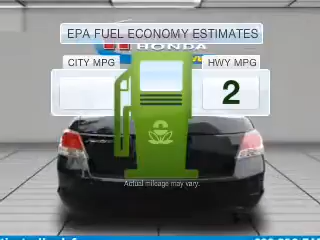 EPA FUEL ECONOMY ESTIMATES
HONDA
CITY MPG HWY MPG
2
Actual mileage may vary.